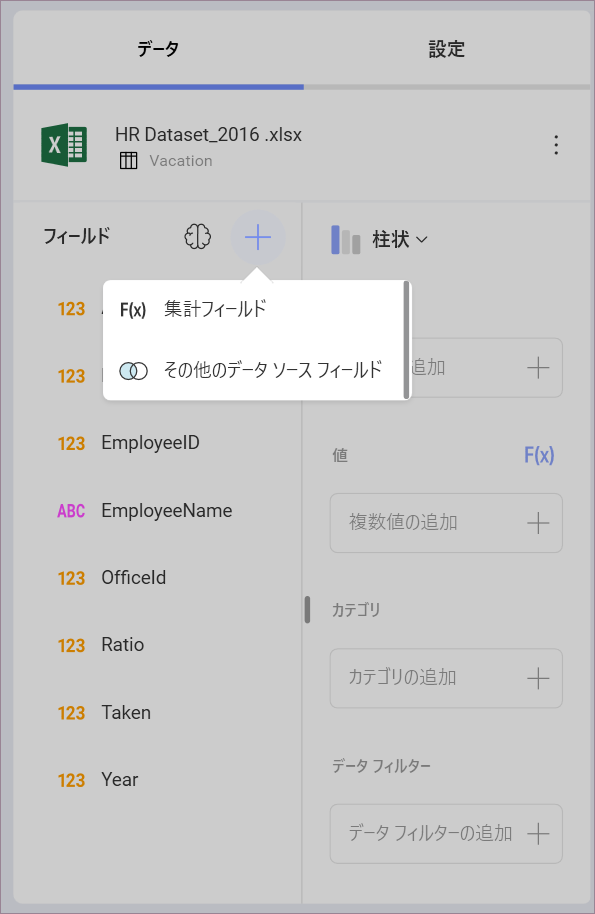 データ
設定
HR Dataset_2016 .xlsx
Vacation
フィールド
柱状
F(x) 集計フィールド
その他のデータ ソース フィールド
123
123
123 EmployeeID
ABC EmployeeName
123 OfficeId
123 Ratio
123 Taken
123 Year
追加
値
F(x)
複数値の追加
カテゴリ
カテゴリの追加
データ フィルター
データ フィルターの追加